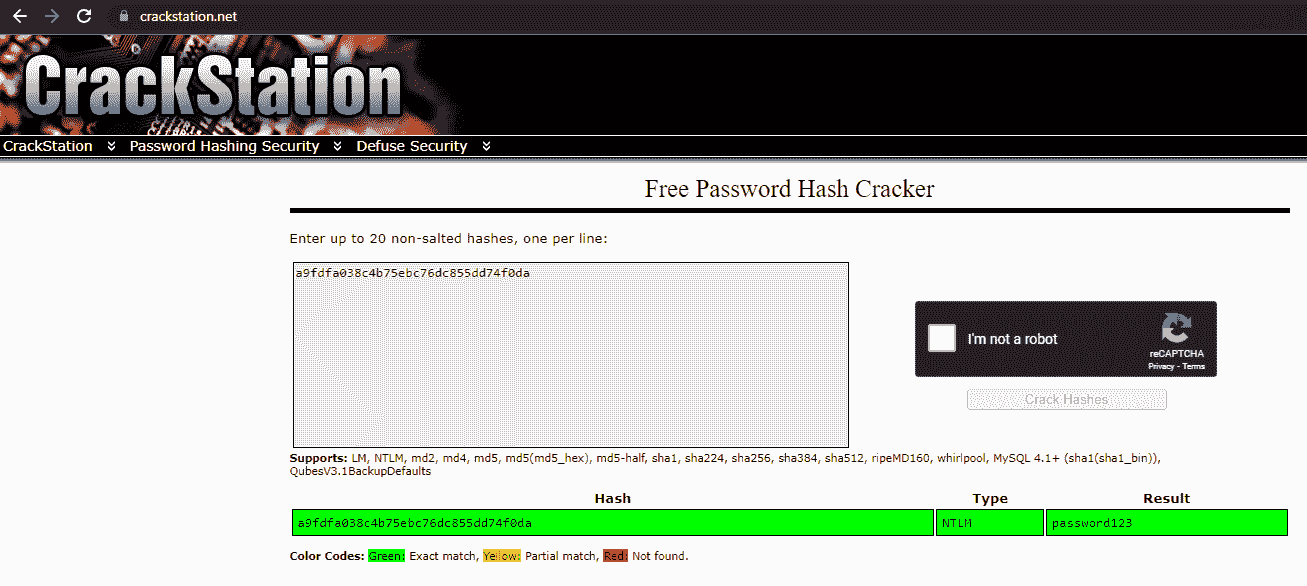 crackstation.net
CrackStation
CrackStation Password Hashing Security Defuse Security
Free Password Hash Cracker
Enter up to 20 non-salted hashes, one per line:
a9fdfa038c4b75ebc76dc855dd74f0da
I'm not a robot
reCAPTCHA
Privacy - Terms
Crack Hashes
Supports: LM, NTLM, md2, md4, md5, md5(md5_hex), md5-half, sha1, sha224, sha256, sha384, sha512, ripeMD160, whirlpool, MySQL 4.1+ (sha1(sha1_bin)),
QubesV3.1BackupDefaults
Hash Type Result
a9fdfa038c4b75ebc76dc855dd74f0da NTLM password123
Color Codes: Green: Exact match, Yellow: Partial match, Red: Not found.